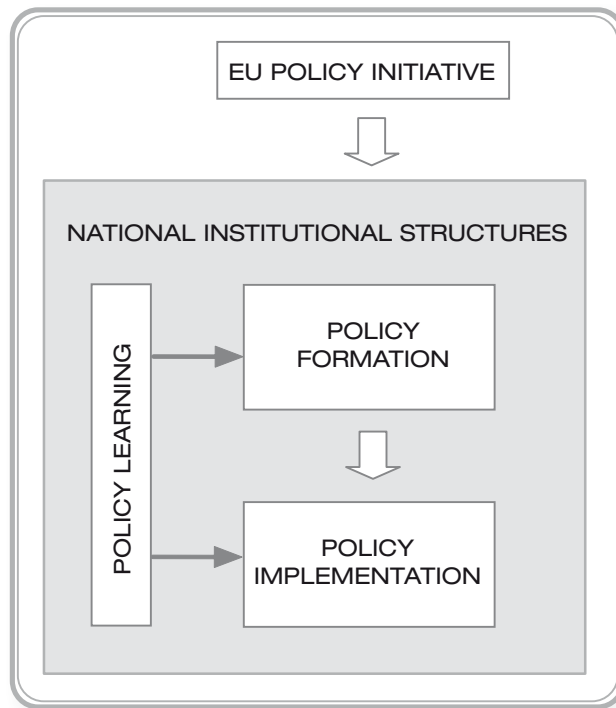 EU POLICY INITIATIVE
NATIONAL INSTITUTIONAL STRUCTURES
POLICY LEARNING
POLICY
FORMATION
POLICY
IMPLEMENTATION